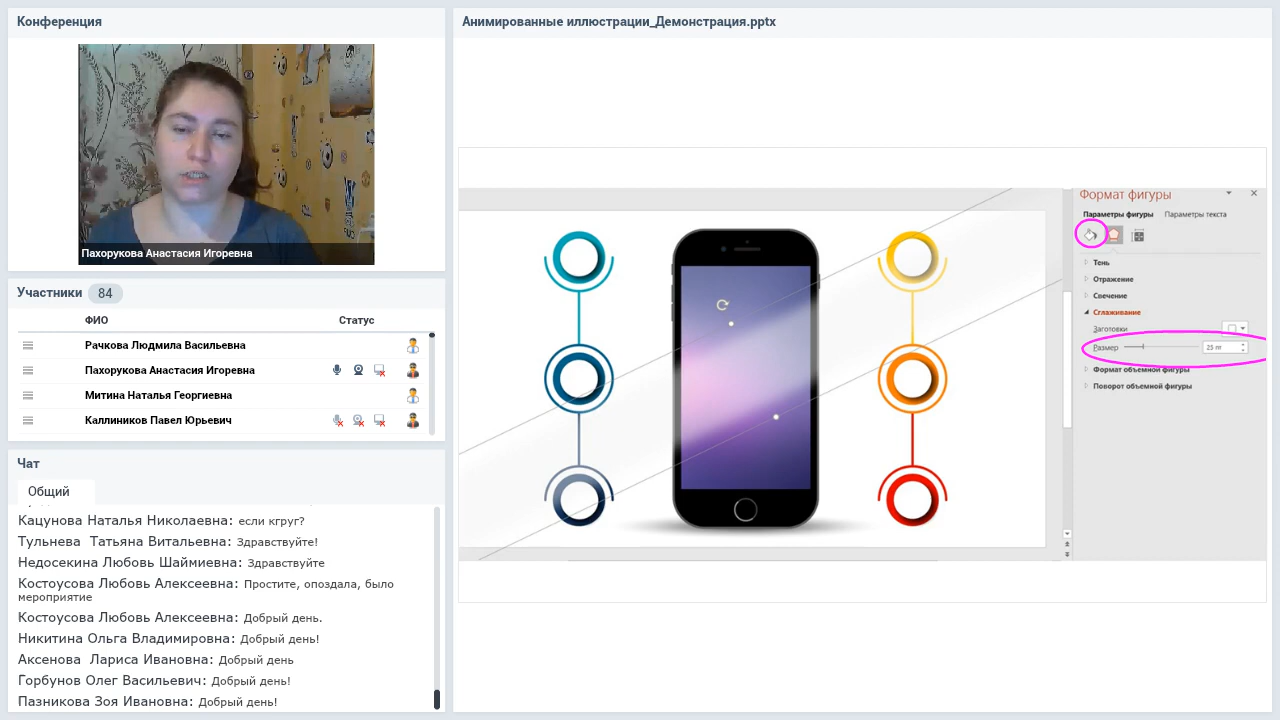 Конференция
Пахорукова Анастасия Игоревна
Участники 84
ФИО Статус
Рачкова Людмила Васильевна
Пахорукова Анастасия Игоревна
Митина Наталья Георгиевна
Каллиников Павел Юрьевич
Чат
Общий
Кацунова Наталья Николаевна: если кгруг?
Тульнева Татьяна Витальевна: Здравствуйте!
Недосекина Любовь Шаймиевна: Здравствуйте
Костоусова Любовь Алексеевна: Простите, опоздала, было
мероприятие
Костоусова Любовь Алексеевна: Добрый день.
Никитина Ольга Владимировна: Добрый день!
Аксенова Лариса Ивановна: Добрый день
Горбунов Олег Васильевич: Добрый день!
Пазникова Зоя Ивановна: Добрый день!
Анимированные иллюстрации_Демонстрация.pptx
Формат фигуры
Параметры фигуры Параметры текста
Тень
Отражение
Свечение
Сглаживание
Заготовки
Размер 25 пт
Формат объемной фигуры
Поворот объемной фигуры